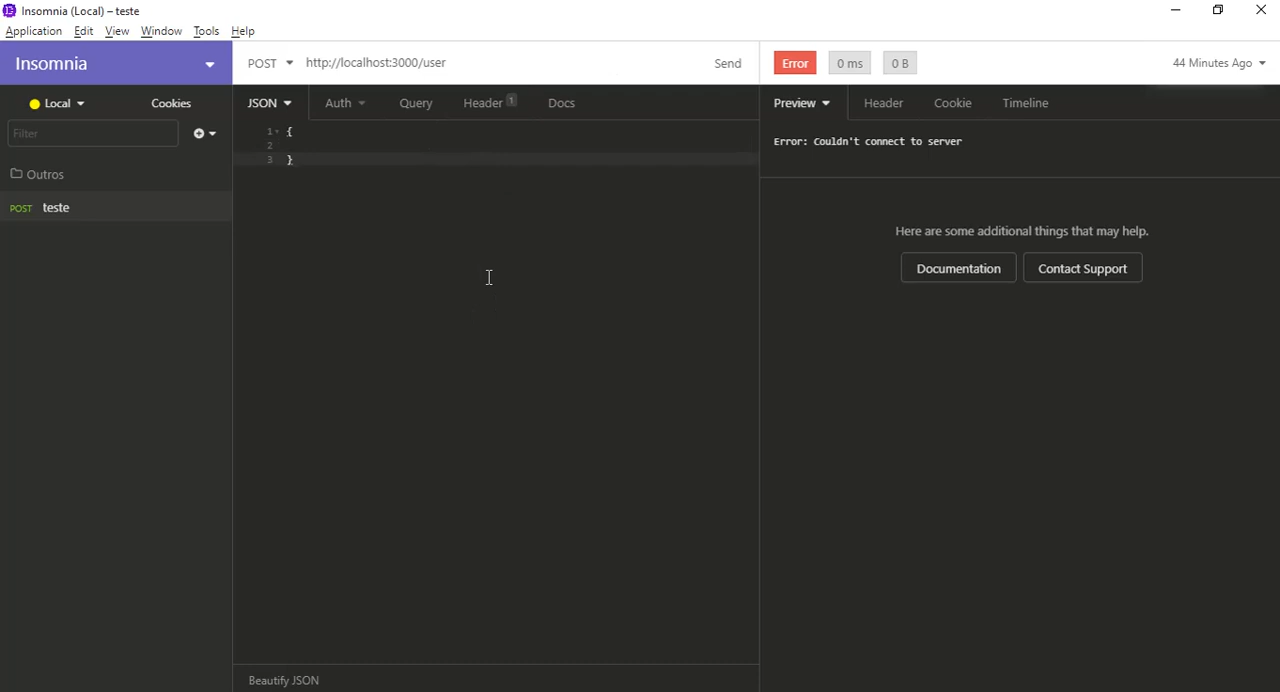 Insomnia (Local) – teste
Application Edit View Window Tools Help
Insomnia
POST http://localhost:3000/user Send
Error 0 ms 0 B 44 Minutes Ago
Local Cookies
JSON Auth Query Header 1 Docs
Preview Header Cookie Timeline
Filter
1 {
2
3 }
Error: Couldn't connect to server
Outros
POST teste
Here are some additional things that may help.
Documentation Contact Support
Beautify JSON